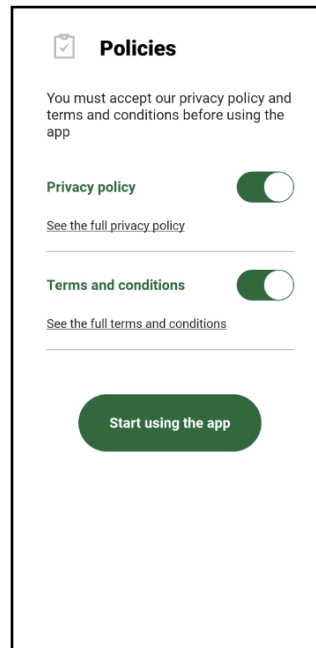 Policies
You must accept our privacy policy and
terms and conditions before using the
app
Privacy policy
See the full privacy policy
Terms and conditions
See the full terms and conditions
Start using the app